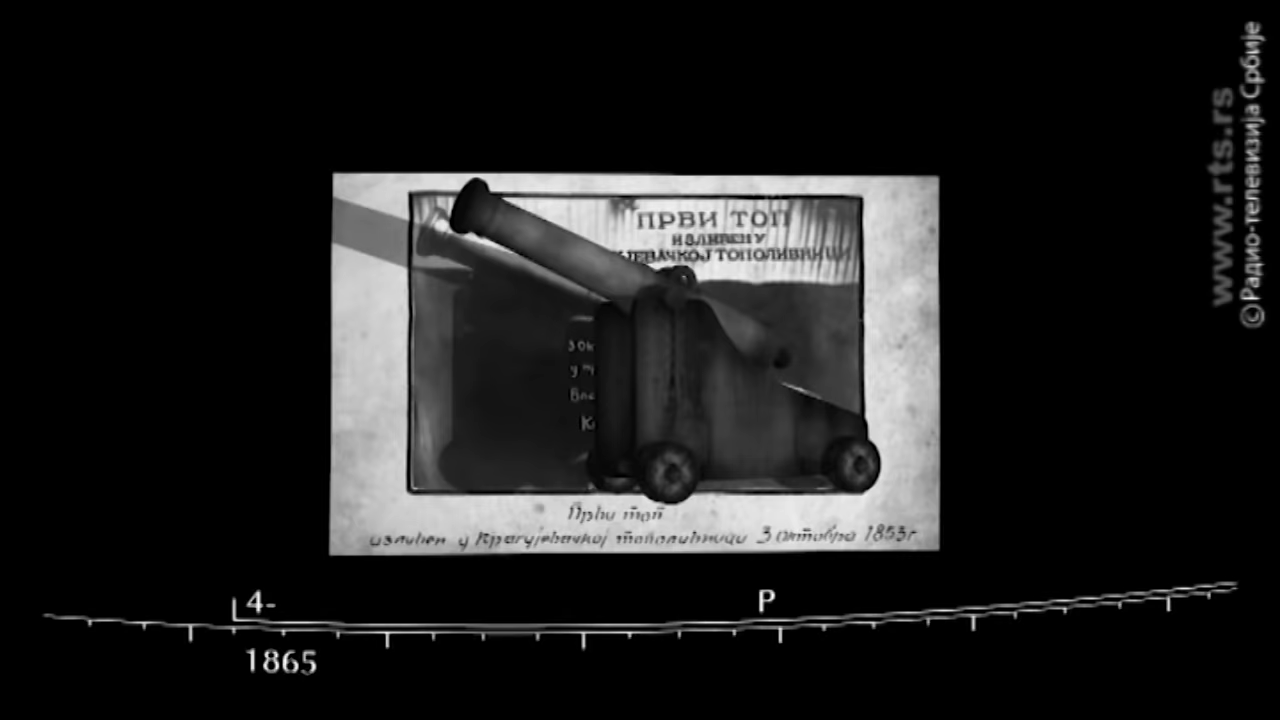 ПРВИ ТОП
ИЗЛИВЕН У
ЈЕВАЧКОЈ ТОПОЛИВНИЦИ
Први топ
изливен у Крагујевачкој тополивници 3 октобра 1853г.
4-
Р
1865
www.rts.rs
©Радио-телевизија Србије